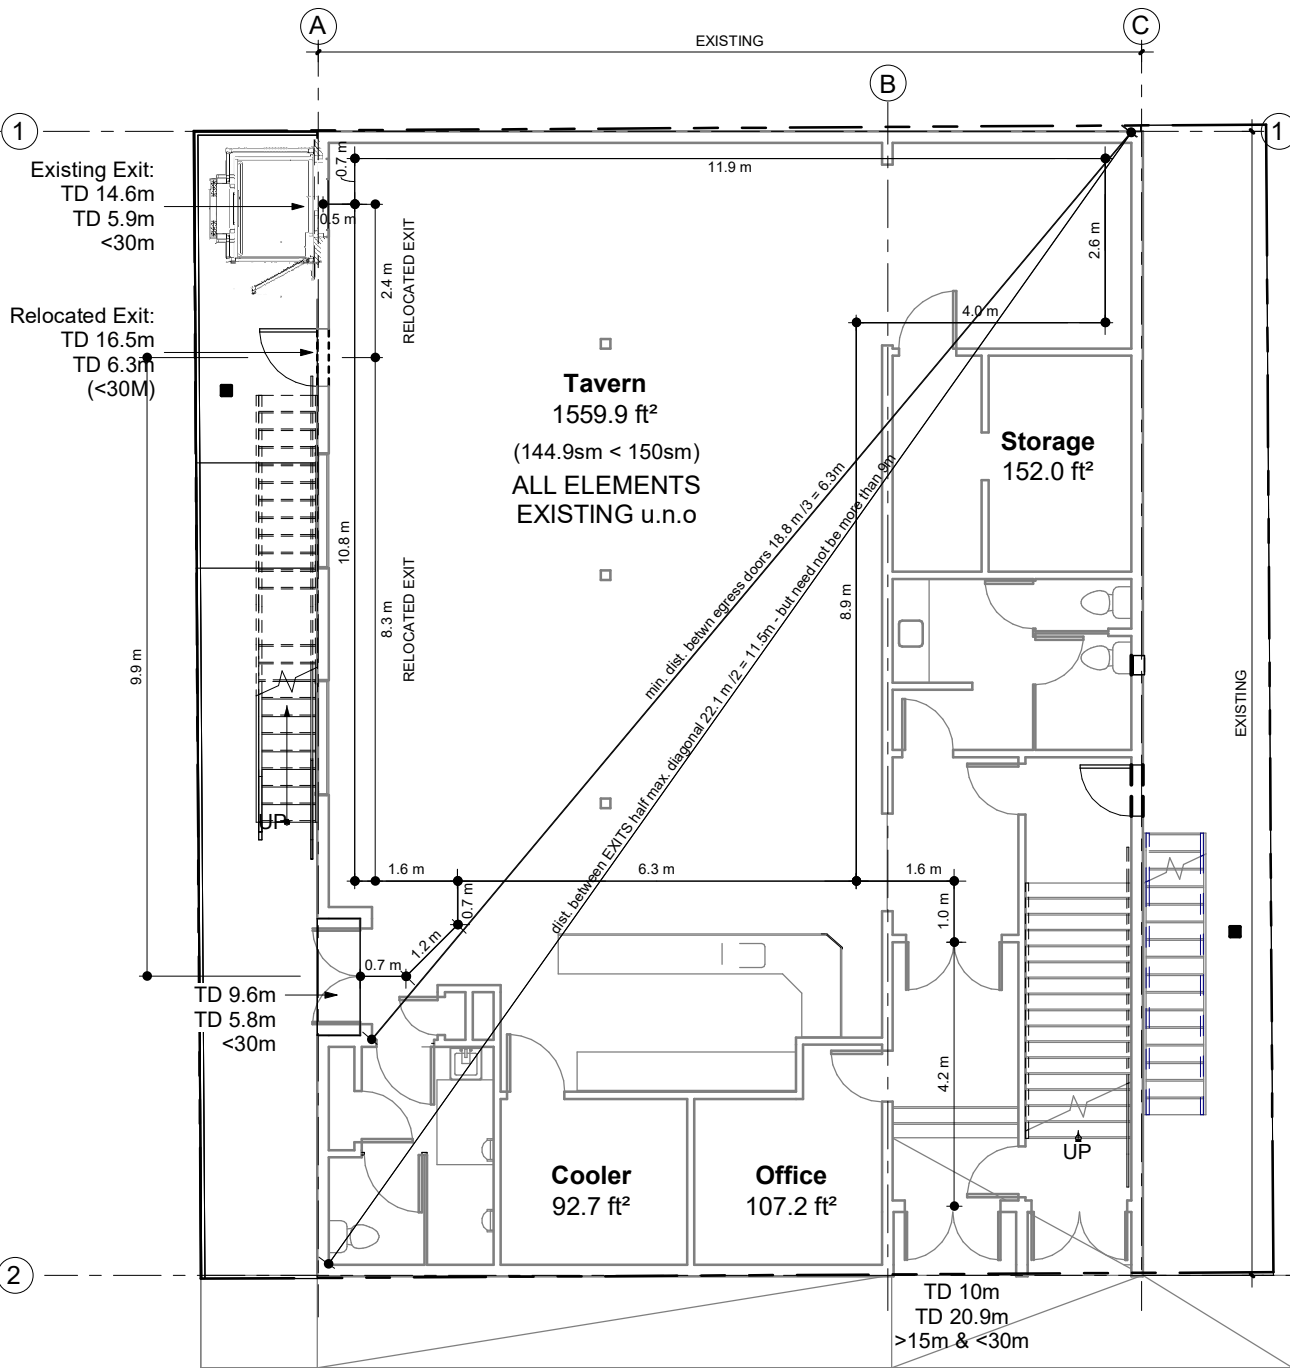 A
C
EXISTING
B
1
1
Existing Exit:
TD 14.6m
TD 5.9m
<30m
0.7 m
11.9 m
0.5 m
2.6 m
2.4 m
RELOCATED EXIT
4.0 m
Relocated Exit:
TD 16.5m
TD 6.3m
(<30M)
Tavern
1559.9 ft²
(144.9sm < 150sm)
ALL ELEMENTS
EXISTING u.n.o
Storage
152.0 ft²
10.8 m
8.3 m
RELOCATED EXIT
min. dist. betwn egress doors 18.8 m /3 = 6.3m
dist. between EXITS half max. diagonal 22.1 m /2 = 11.5m - but need not be more than 9m
8.9 m
9.9 m
EXISTING
UP
1.6 m
6.3 m
1.6 m
0.7 m
1.0 m
1.2 m
0.7 m
TD 9.6m
TD 5.8m
<30m
4.2 m
UP
Cooler
92.7 ft²
Office
107.2 ft²
2
TD 10m
TD 20.9m
>15m & <30m